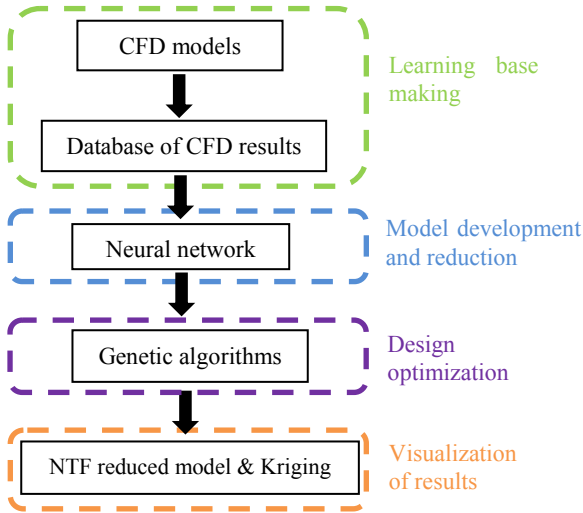 CFD models
Learning base
making
Database of CFD results
Neural network
Model development
and reduction
Genetic algorithms
Design
optimization
NTF reduced model & Kriging
Visualization
of results